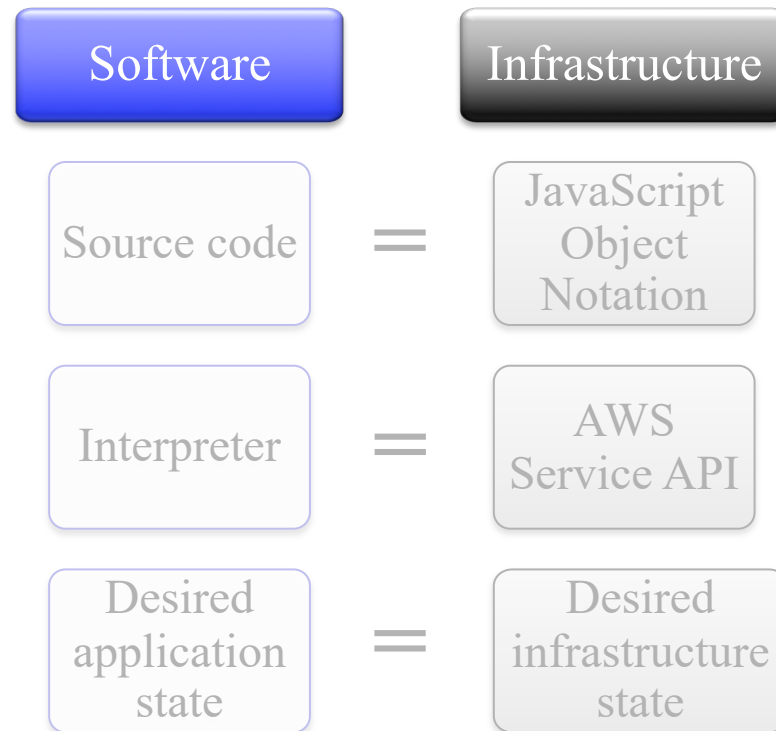 Software
Infrastructure
Source code
=
JavaScript
Object
Notation
Interpreter
=
AWS
Service API
Desired
application
state
=
Desired
infrastructure
state